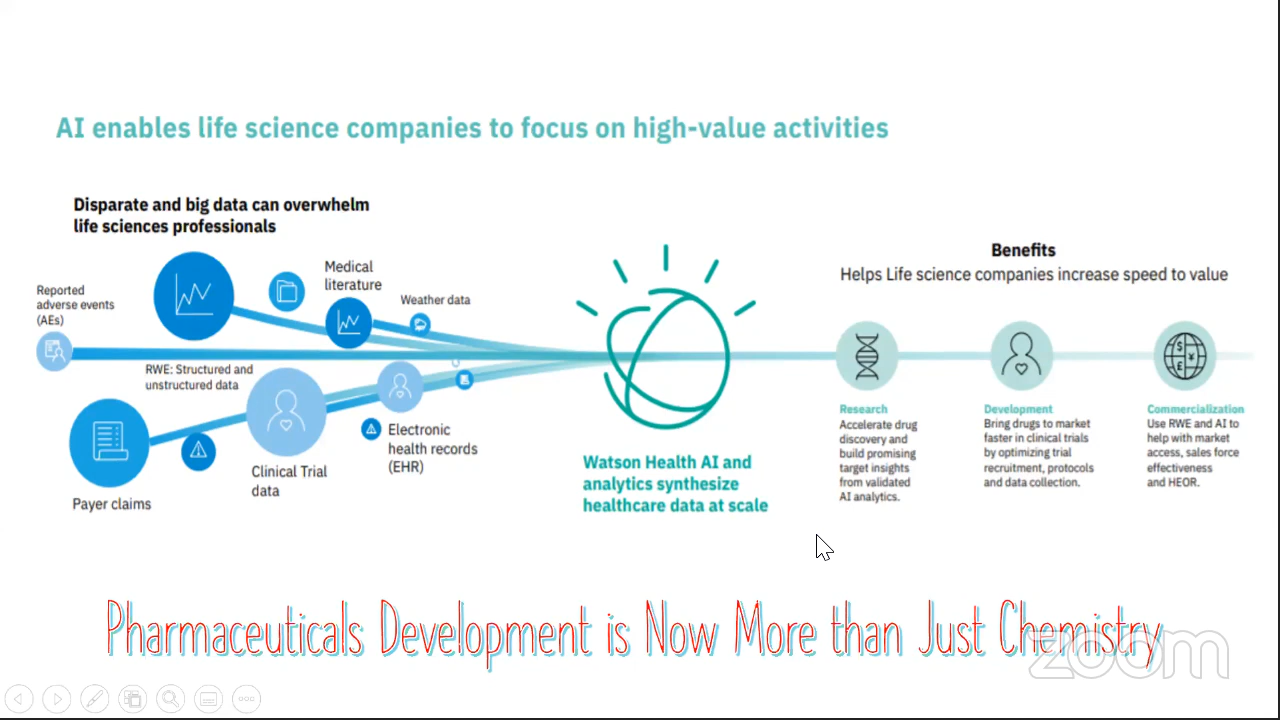 AI enables life science companies to focus on high-value activities
Disparate and big data can overwhelm
life sciences professionals
Reported
adverse events
(AEs)
Medical
literature
Weather data
RWE: Structured and
unstructured data
Payer claims
Clinical Trial
data
Electronic
health records
(EHR)
Watson Health AI and
analytics synthesize
healthcare data at scale
Benefits
Helps Life science companies increase speed to value
Research
Accelerate drug
discovery and
build promising
target insights
from validated
AI analytics.
Development
Bring drugs to market
faster in clinical trials
by optimizing trial
recruitment, protocols
and data collection.
Commercialization
Use RWE and AI to
help with market
access, sales force
effectiveness
and HEOR.
$
¥
£
Pharmaceuticals Development is Now More than Just Chemistry
zoom